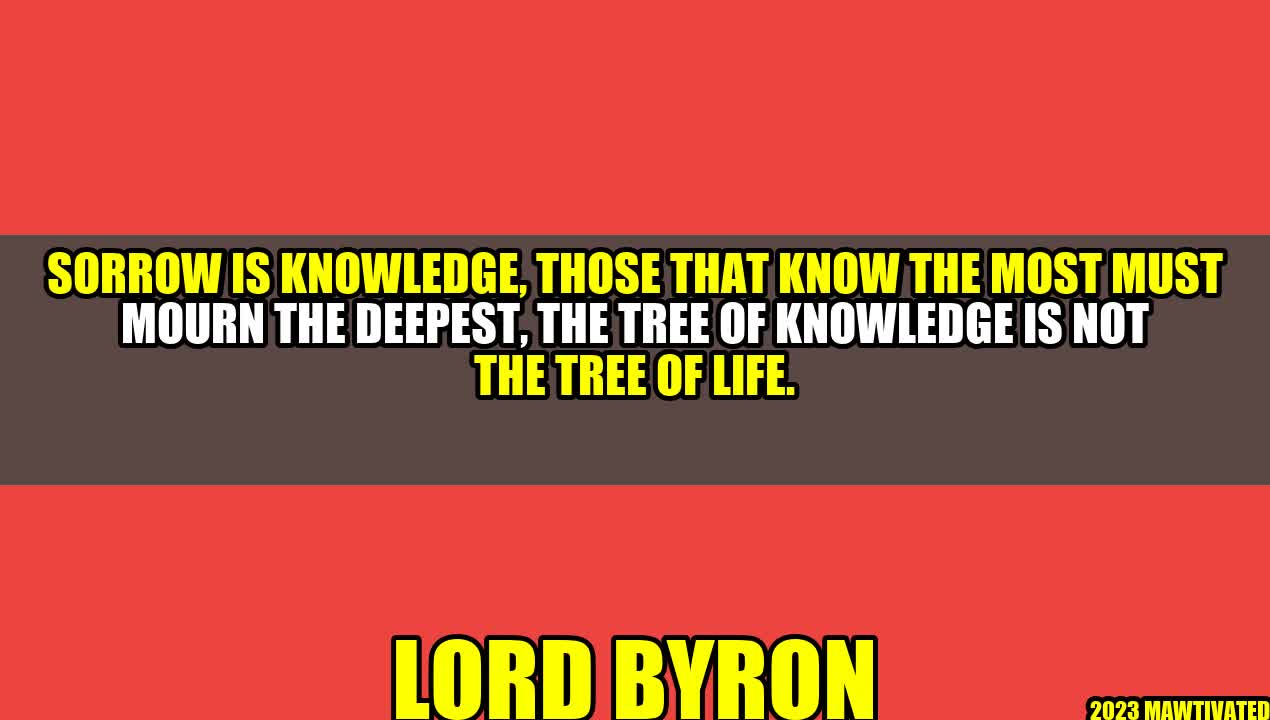 SORROW IS KNOWLEDGE, THOSE THAT KNOW THE MOST MUST
MOURN THE DEEPEST, THE TREE OF KNOWLEDGE IS NOT
THE TREE OF LIFE.
LORD BYRON
2023 MAWTIVATED